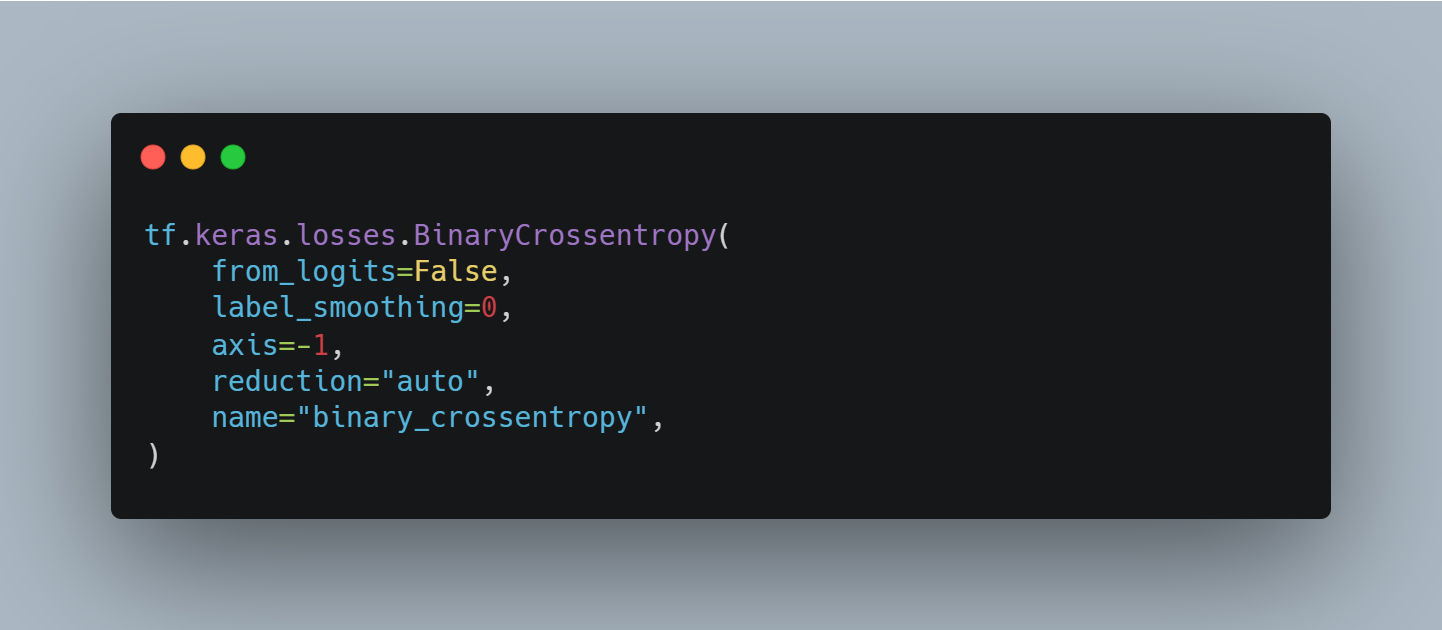 tf.keras.losses.BinaryCrossentropy(
    from_logits=False,
    label_smoothing=0,
    axis=-1,
    reduction="auto",
    name="binary_crossentropy",
)